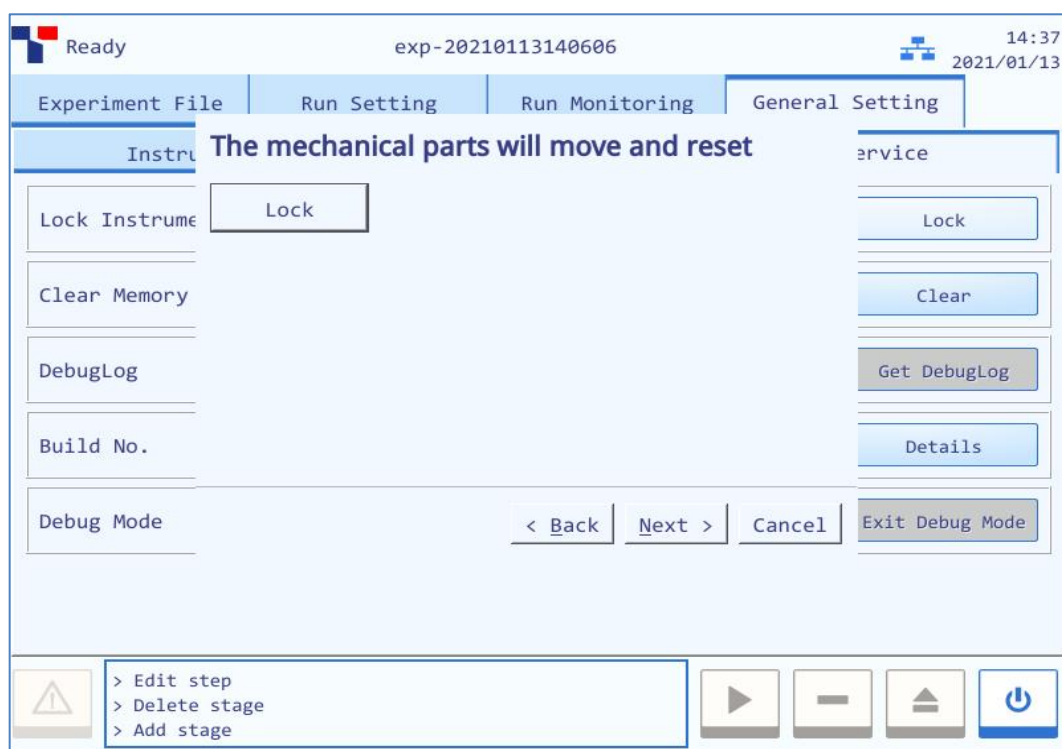 Ready exp-20210113140606 14:37
2021/01/13
Experiment File Run Setting Run Monitoring General Setting
Instru ervice
The mechanical parts will move and reset
Lock Instrume Lock Lock
Clear Memory Clear
DebugLog Get DebugLog
Build No. Details
Debug Mode < Back Next > Cancel Exit Debug Mode
> Edit step
> Delete stage
> Add stage